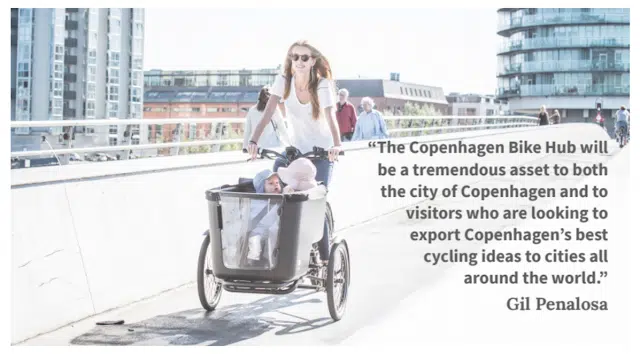 “The Copenhagen Bike Hub will
be a tremendous asset to both
the city of Copenhagen and to
visitors who are looking to
export Copenhagen’s best
cycling ideas to cities all
around the world.”
Gil Penalosa